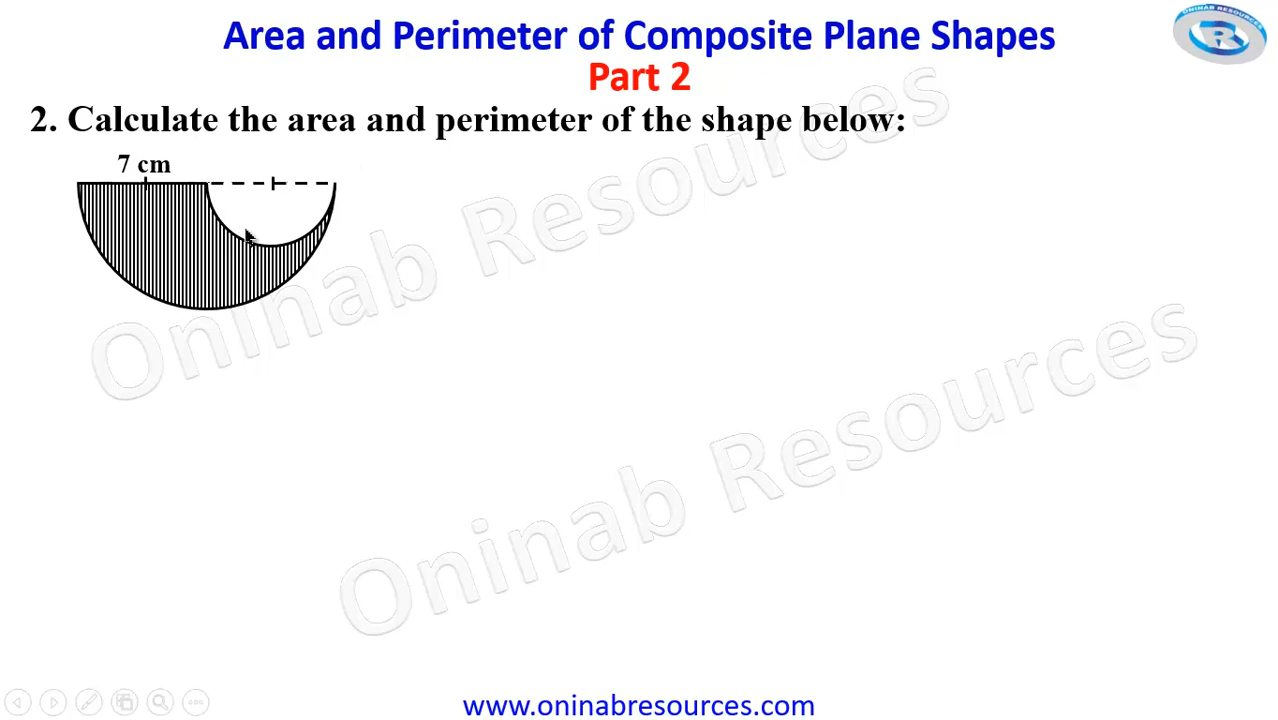 Area and Perimeter of Composite Plane Shapes
Part 2
ONINAB RESOURCES
R
2. Calculate the area and perimeter of the shape below:
7 cm
Oninab Resources
Oninab Resources
www.oninabresources.com